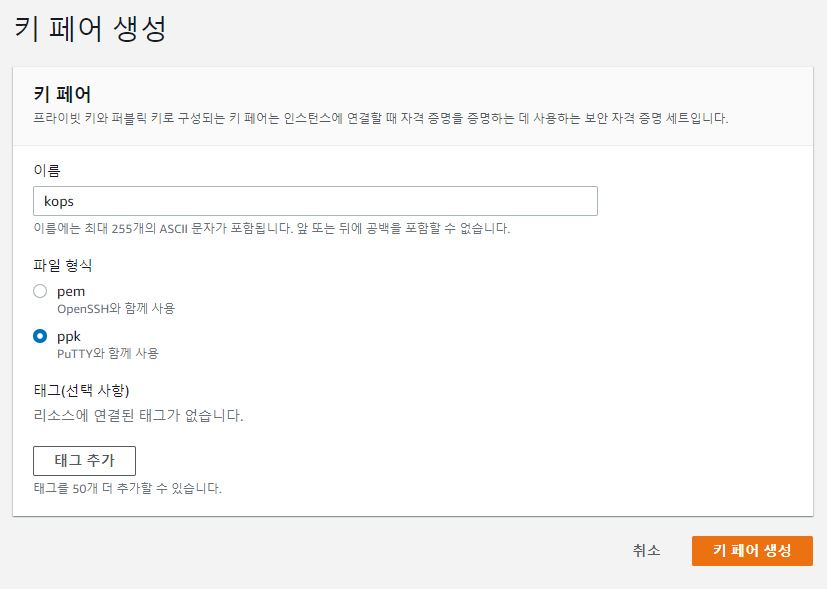 키 페어 생성
키 페어
프라이빗 키와 퍼블릭 키로 구성되는 키 페어는 인스턴스에 연결할 때 자격 증명을 증명하는 데 사용하는 보안 자격 증명 세트입니다.
이름
kops
이름에는 최대 255개의 ASCII 문자가 포함됩니다. 앞 또는 뒤에 공백을 포함할 수 없습니다.
파일 형식
pem
OpenSSH와 함께 사용
ppk
PuTTY와 함께 사용
태그(선택 사항)
리소스에 연결된 태그가 없습니다.
태그 추가
태그를 50개 더 추가할 수 있습니다.
취소 키 페어 생성